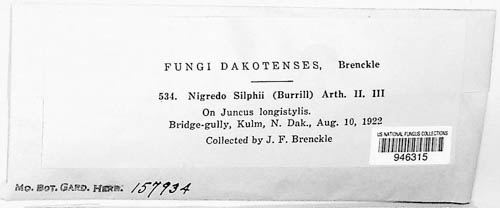 FUNGI DAKOTENSES, Brenckle
534. Nigredo Silphii (Burrill) Arth. II. III
On Juncus longistylis.
Bridge-gully, Kulm, N. Dak., Aug. 10, 1922
Collected by J. F. Brenckle
US NATIONAL FUNGUS COLLECTIONS
946315
MO. BOT. GARD. HERB. 157934